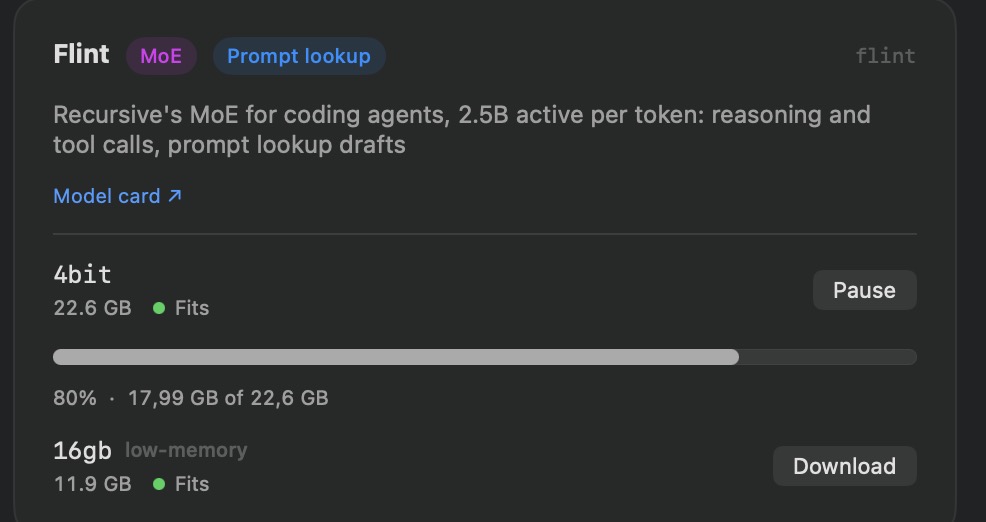 Flint MoE Prompt lookup flint
Recursive's MoE for coding agents, 2.5B active per token: reasoning and
tool calls, prompt lookup drafts
Model card ↗
4bit
22.6 GB ● Fits
Pause
80% · 17,99 GB of 22,6 GB
16gb low-memory
11.9 GB ● Fits
Download